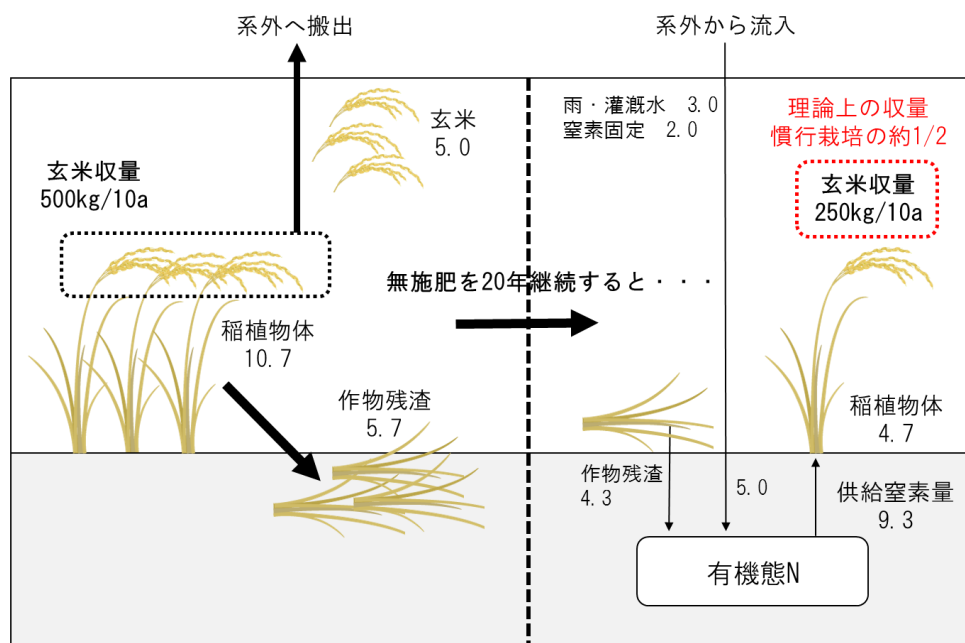 系外へ搬出
系外から流入
玄米
5.0
雨・灌漑水 3.0
窒素固定 2.0
理論上の収量
慣行栽培の約1/2
玄米収量
500kg/10a
玄米収量
250kg/10a
無施肥を20年継続すると・・・
稲植物体
10.7
作物残渣
5.7
稲植物体
4.7
作物残渣
4.3
5.0
供給窒素量
9.3
有機態N